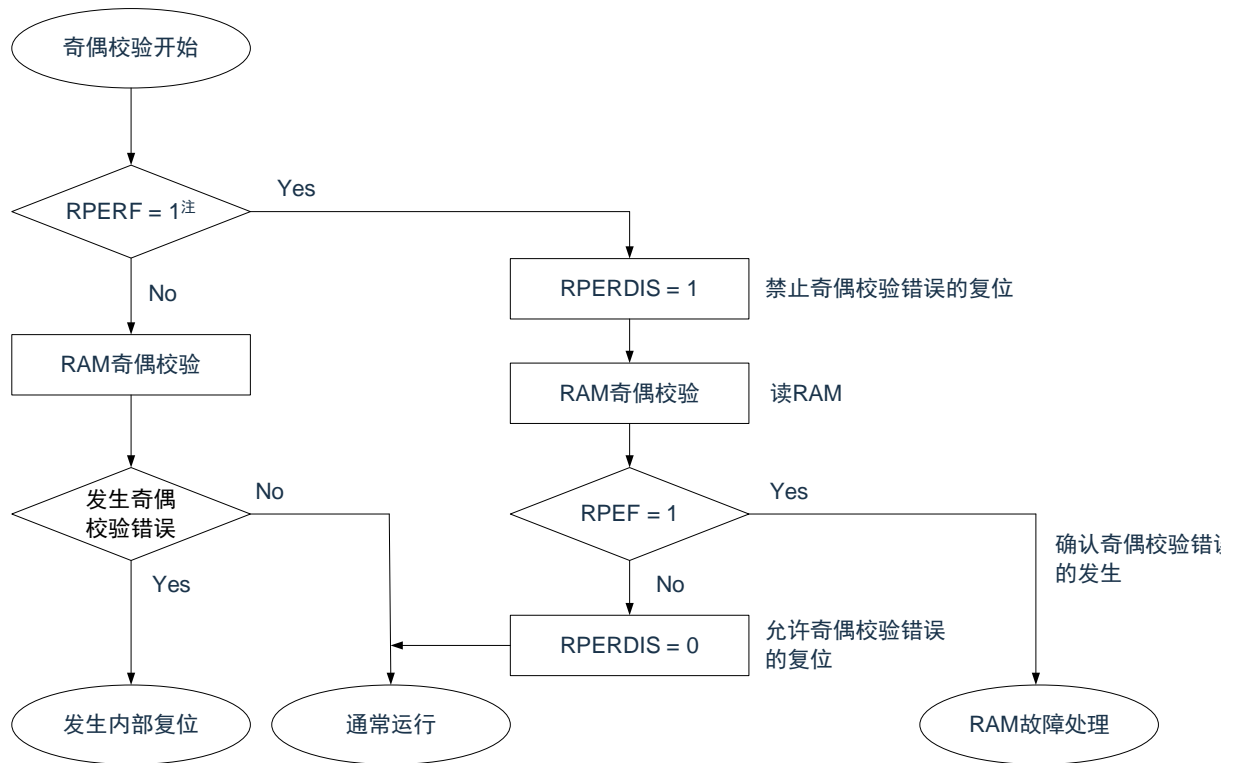 奇偶校验开始
RPERF = 1注
Yes
No
RPERDIS = 1
禁止奇偶校验错误的复位
RAM奇偶校验
RAM奇偶校验
读RAM
发生奇偶
校验错误
No
Yes
RPEF = 1
Yes
No
确认奇偶校验错
的发生
RPERDIS = 0
允许奇偶校验错误
的复位
发生内部复位
通常运行
RAM故障处理